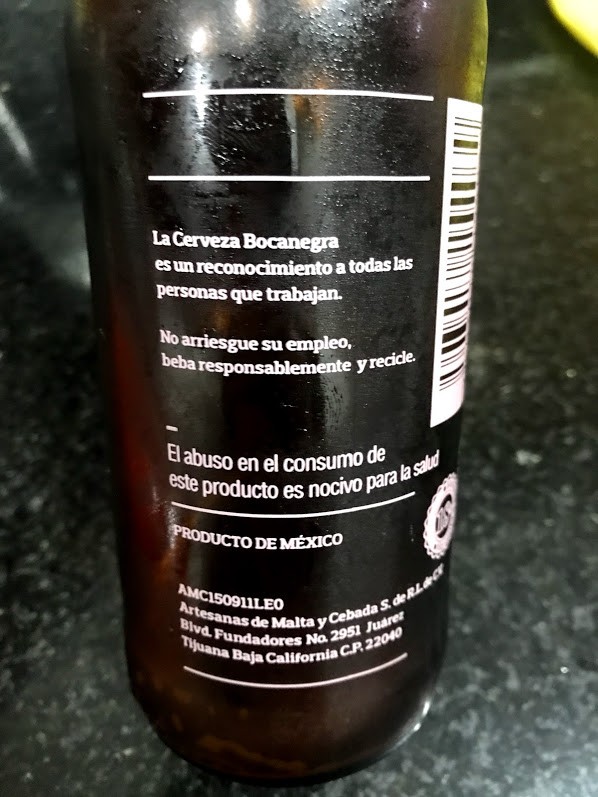 La Cerveza Bocanegra
es un reconocimiento a todas las
personas que trabajan.
No arriesgue su empleo,
beba responsablemente y recicle.
El abuso en el consumo de
este producto es nocivo para la salud
PRODUCTO DE MÉXICO
AMC150911LE0
Artesanas de Malta y Cebada S. de R.L. de C.V.
Blvd. Fundadores No. 2951 Juárez
Tijuana Baja California C.P. 22040